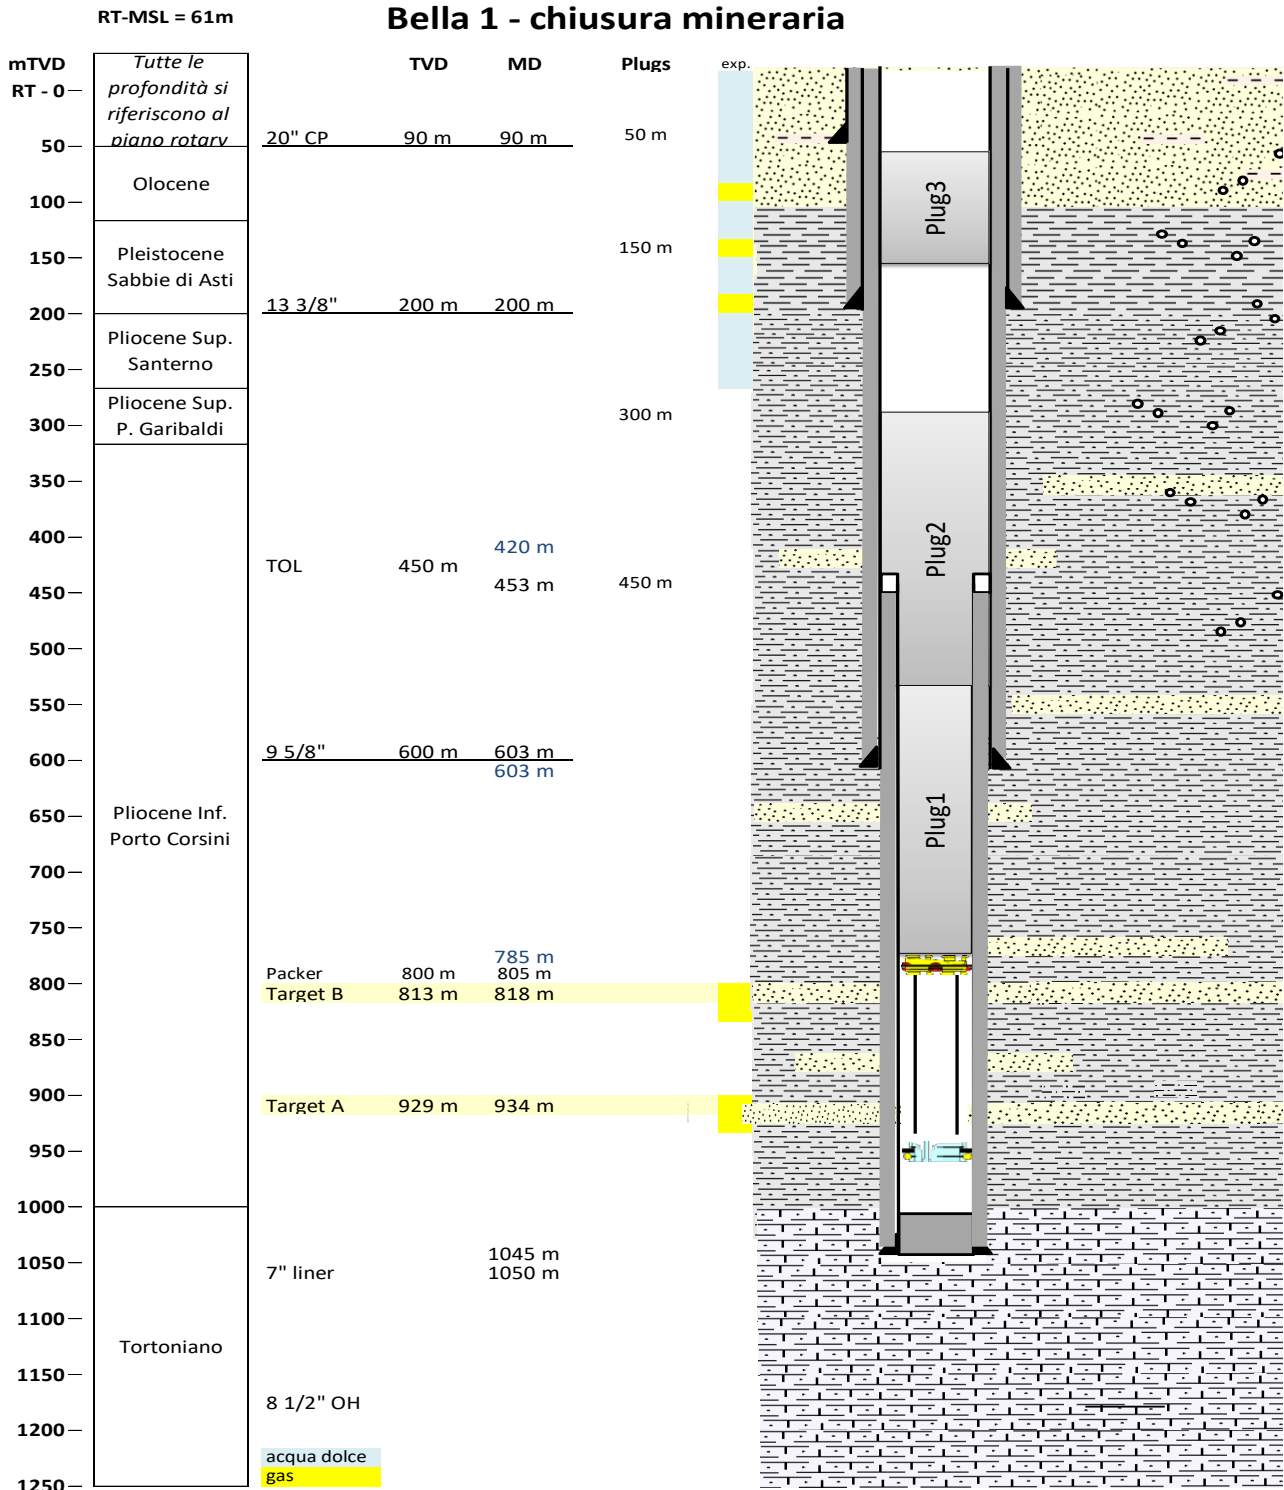 RT-MSL = 61m
Bella 1 - chiusura mineraria
mTVD
Tutte le
TVD MD Plugs exp.
RT - 0
profondità si
riferiscono al
piano rotary
20" CP 90 m 90 m 50 m
50
Olocene
100
Pleistocene
Sabbie di Asti
150 m
150
13 3/8" 200 m 200 m
200
Pliocene Sup.
Santerno
250
Pliocene Sup.
P. Garibaldi
300 m
300
350
400
420 m
TOL 450 m
453 m 450 m
450
500
550
9 5/8" 600 m 603 m
600
603 m
650
Pliocene Inf.
Porto Corsini
700
750
785 m
Packer 800 m 805 m
800
Target B 813 m 818 m
850
900
Target A 929 m 934 m
950
1000
1045 m
1050
7" liner 1050 m
1100
Tortoniano
1150
8 1/2" OH
1200
acqua dolce
gas
1250
Plug3
Plug2
Plug1